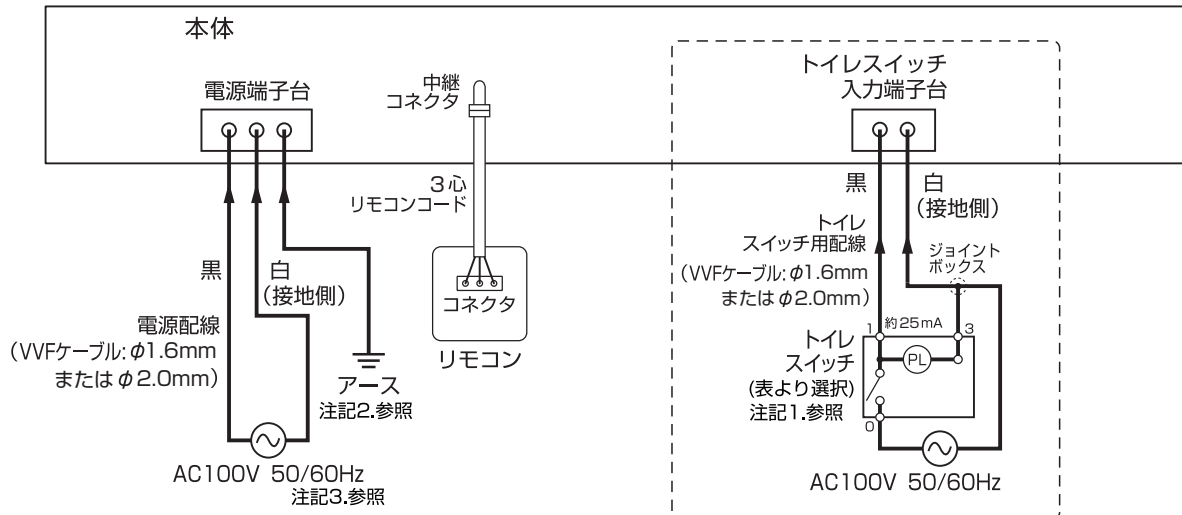 本体
電源端子台
中継
コネクタ
3心
リモコンコード
コネクタ
リモコン
黒
白
(接地側)
電源配線
(VVFケーブル:φ1.6mm
またはφ2.0mm)
アース
注記2.参照
AC100V 50/60Hz
注記3.参照
トイレスイッチ
入力端子台
黒
白
(接地側)
トイレ
スイッチ用配線
(VVFケーブル:φ1.6mm
またはφ2.0mm)
ジョイント
ボックス
1
約25mA
3
PL
トイレ
スイッチ
(表より選択)
注記1.参照
0
AC100V 50/60Hz